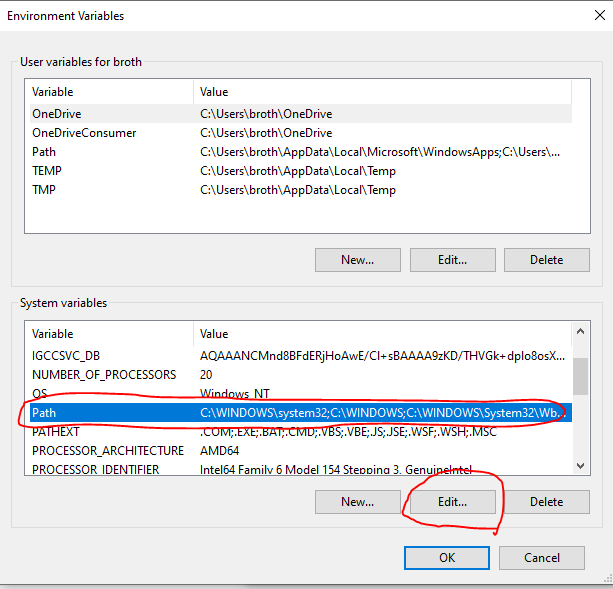 Environment Variables
User variables for broth
Variable Value
OneDrive C:\Users\broth\OneDrive
OneDriveConsumer C:\Users\broth\OneDrive
Path C:\Users\broth\AppData\Local\Microsoft\WindowsApps;C:\Users\...
TEMP C:\Users\broth\AppData\Local\Temp
TMP C:\Users\broth\AppData\Local\Temp
New... Edit... Delete
System variables
Variable Value
IGCCSVC_DB AQAAANCMnd8BFdERjHoAwE/Cl+sBAAAA9zKD/THVGk+dplo8osX...
NUMBER_OF_PROCESSORS 20
OS Windows_NT
Path C:\WINDOWS\system32;C:\WINDOWS;C:\WINDOWS\System32\Wb...
PATHEXT .COM;.EXE;.BAT;.CMD;.VBS;.VBE;.JS;.JSE;.WSF;.WSH;.MSC
PROCESSOR_ARCHITECTURE AMD64
PROCESSOR_IDENTIFIER Intel64 Family 6 Model 154 Stepping 3, GenuineIntel
New... Edit... Delete
OK Cancel